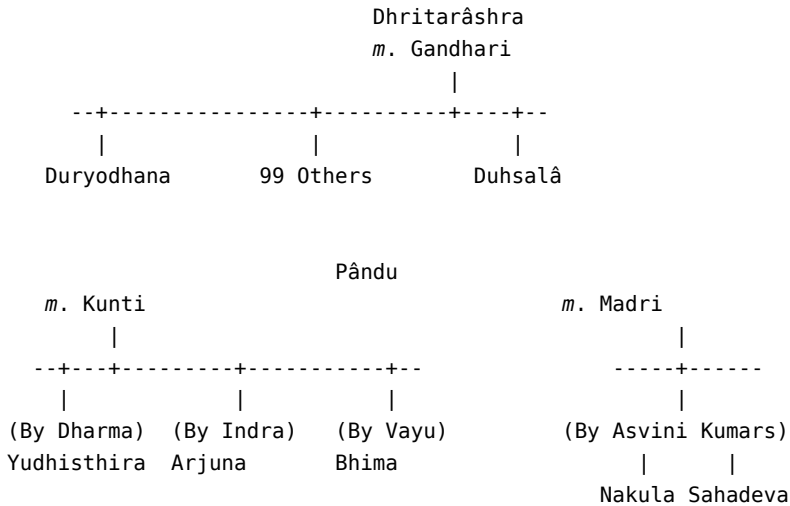 Dhritarâshra
m. Gandhari
|
--+----------------+----------+----+--
| | |
Duryodhana 99 Others Duhsalâ
Pându
m. Kunti m. Madri
| |
--+---+---------+-----------+-- -----+------
| | | |
(By Dharma) (By Indra) (By Vayu) (By Asvini Kumars)
Yudhisthira Arjuna Bhima | |
Nakula Sahadeva